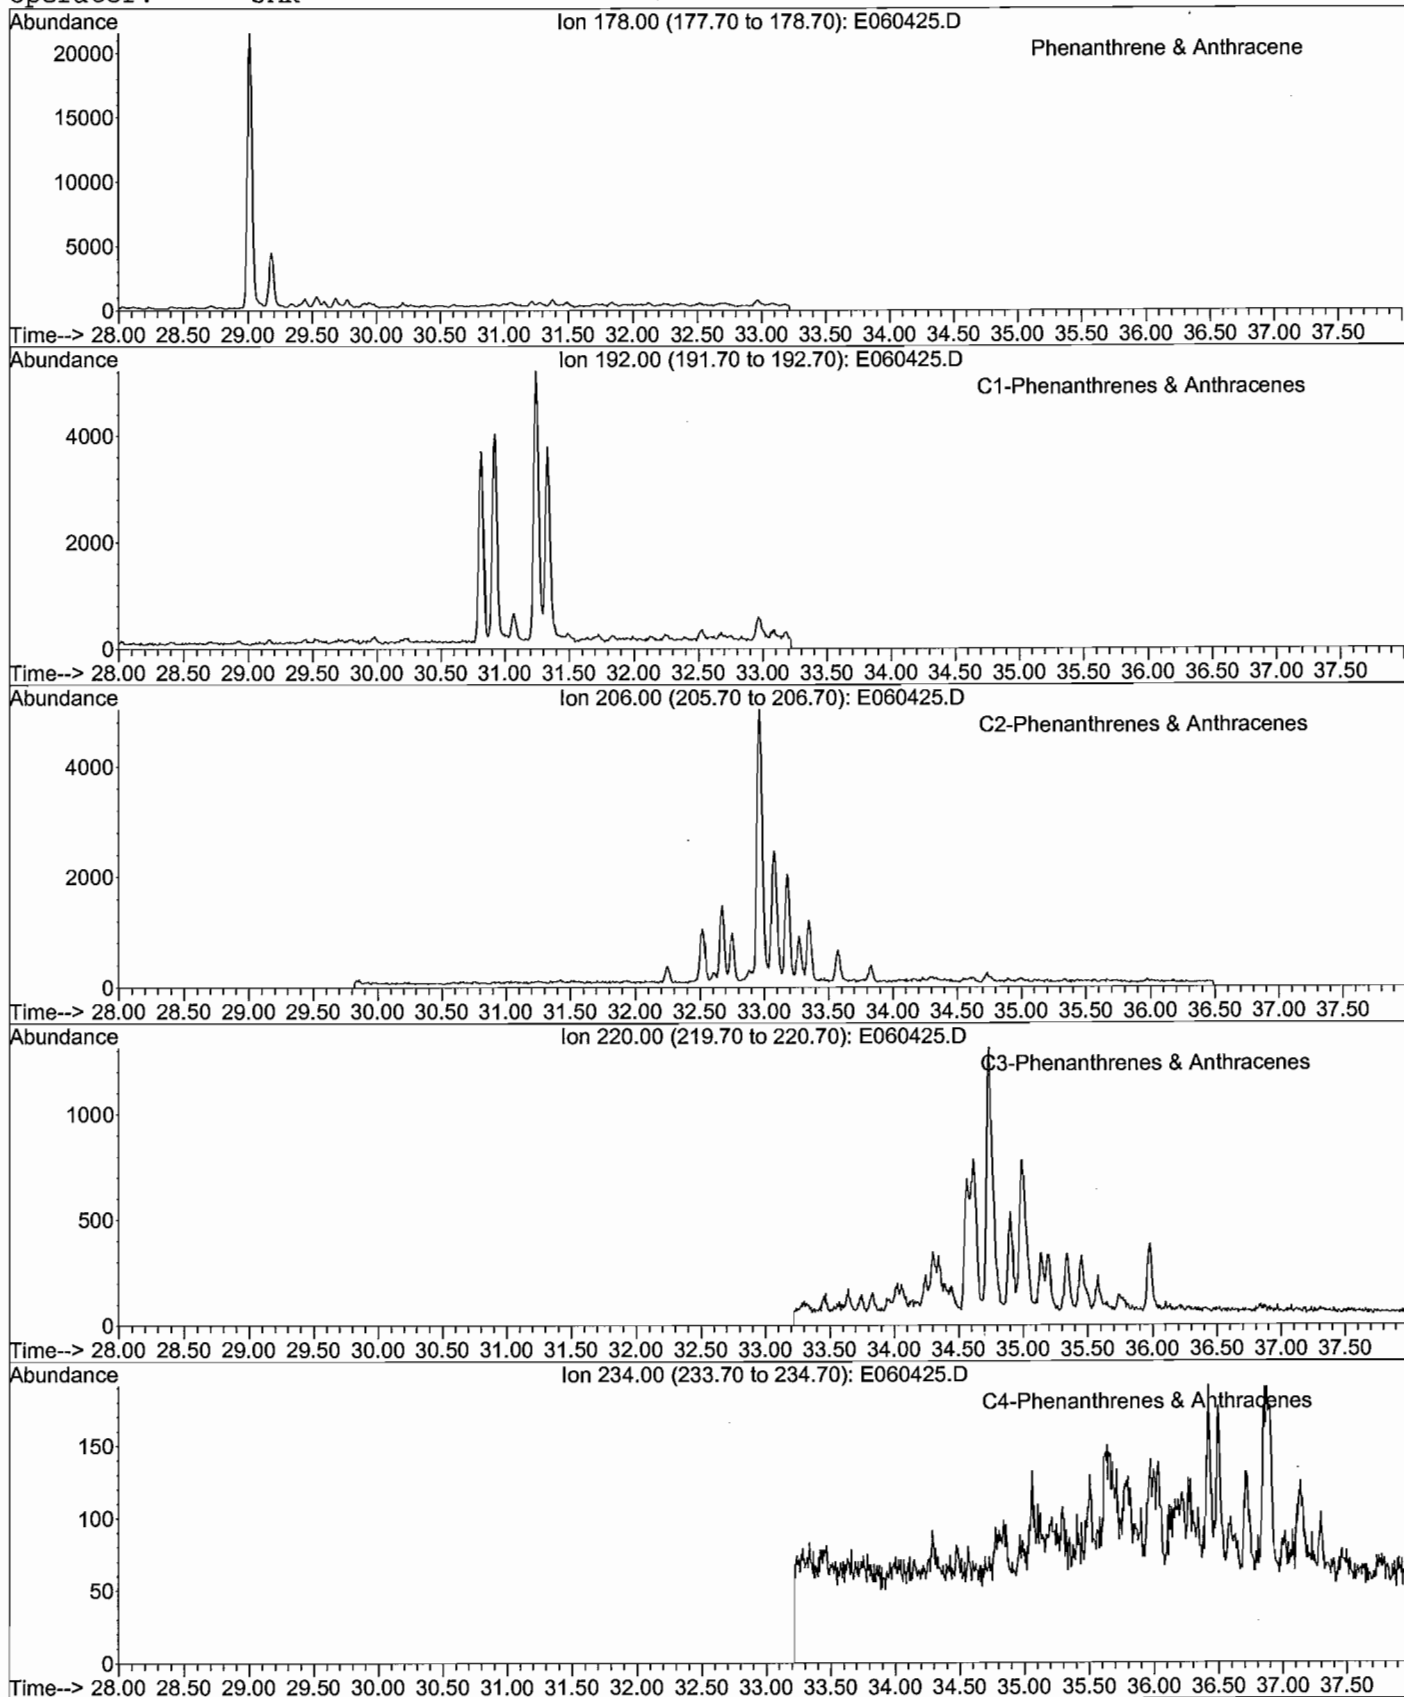 Abundance Ion 178.00 (177.70 to 178.70): E060425.D
Phenanthrene & Anthracene
20000
15000
10000
5000
0
Time--> 28.00 28.50 29.00 29.50 30.00 30.50 31.00 31.50 32.00 32.50 33.00 33.50 34.00 34.50 35.00 35.50 36.00 36.50 37.00 37.50
Abundance Ion 192.00 (191.70 to 192.70): E060425.D
C1-Phenanthrenes & Anthracenes
4000
2000
0
Time--> 28.00 28.50 29.00 29.50 30.00 30.50 31.00 31.50 32.00 32.50 33.00 33.50 34.00 34.50 35.00 35.50 36.00 36.50 37.00 37.50
Abundance Ion 206.00 (205.70 to 206.70): E060425.D
C2-Phenanthrenes & Anthracenes
4000
2000
0
Time--> 28.00 28.50 29.00 29.50 30.00 30.50 31.00 31.50 32.00 32.50 33.00 33.50 34.00 34.50 35.00 35.50 36.00 36.50 37.00 37.50
Abundance Ion 220.00 (219.70 to 220.70): E060425.D
C3-Phenanthrenes & Anthracenes
1000
500
0
Time--> 28.00 28.50 29.00 29.50 30.00 30.50 31.00 31.50 32.00 32.50 33.00 33.50 34.00 34.50 35.00 35.50 36.00 36.50 37.00 37.50
Abundance Ion 234.00 (233.70 to 234.70): E060425.D
C4-Phenanthrenes & Anthracenes
150
100
50
0
Time--> 28.00 28.50 29.00 29.50 30.00 30.50 31.00 31.50 32.00 32.50 33.00 33.50 34.00 34.50 35.00 35.50 36.00 36.50 37.00 37.50